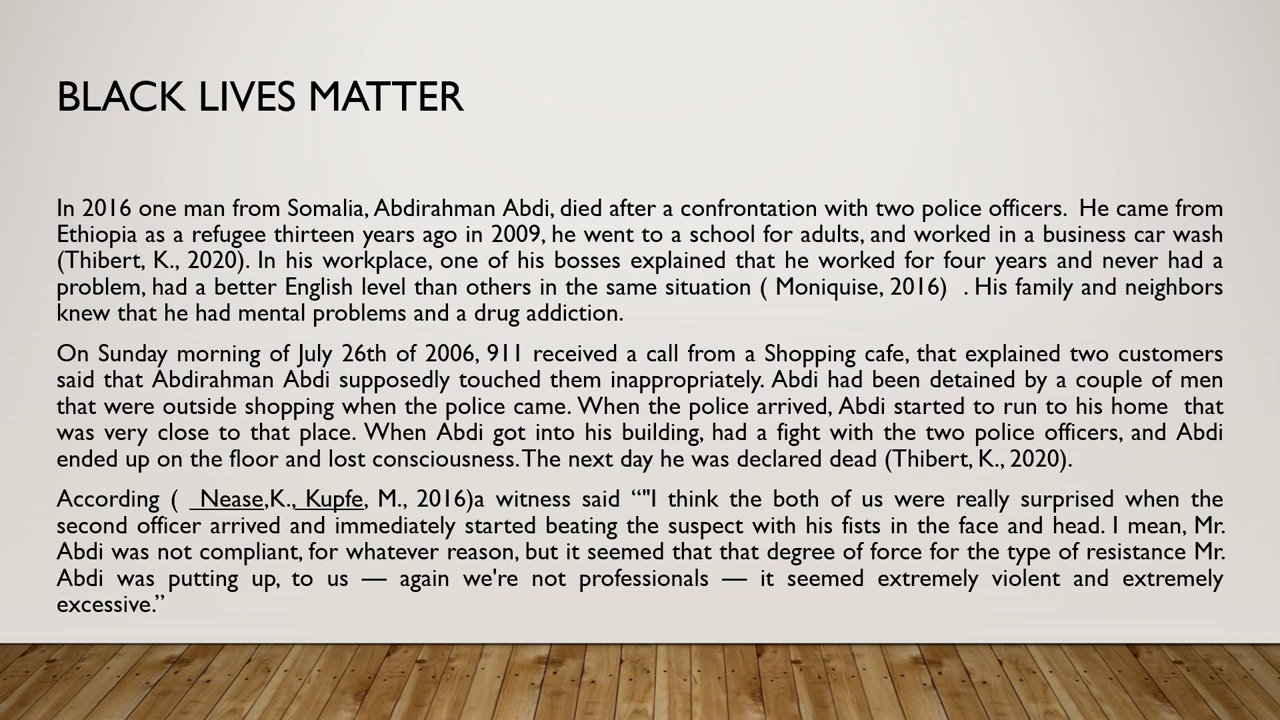 BLACK LIVES MATTER
In 2016 one man from Somalia, Abdirahman Abdi, died after a confrontation with two police officers.  He came from
Ethiopia as a refugee thirteen years ago in 2009, he went to a school for adults, and worked in a business car wash
(Thibert, K., 2020). In his workplace, one of his bosses explained that he worked for four years and never had a
problem, had a better English level than others in the same situation ( Moniquise, 2016)  . His family and neighbors
knew that he had mental problems and a drug addiction.
On Sunday morning of July 26th of 2006, 911 received a call from a Shopping cafe, that explained two customers
said that Abdirahman Abdi supposedly touched them inappropriately. Abdi had been detained by a couple of men
that were outside shopping when the police came. When the police arrived, Abdi started to run to his home  that
was very close to that place. When Abdi got into his building, had a fight with the two police officers, and Abdi
ended up on the floor and lost consciousness. The next day he was declared dead (Thibert, K., 2020).
According (  Nease,K., Kupfe, M., 2016)a witness said “"I think the both of us were really surprised when the
second officer arrived and immediately started beating the suspect with his fists in the face and head. I mean, Mr.
Abdi was not compliant, for whatever reason, but it seemed that that degree of force for the type of resistance Mr.
Abdi was putting up, to us — again we're not professionals — it seemed extremely violent and extremely
excessive.”